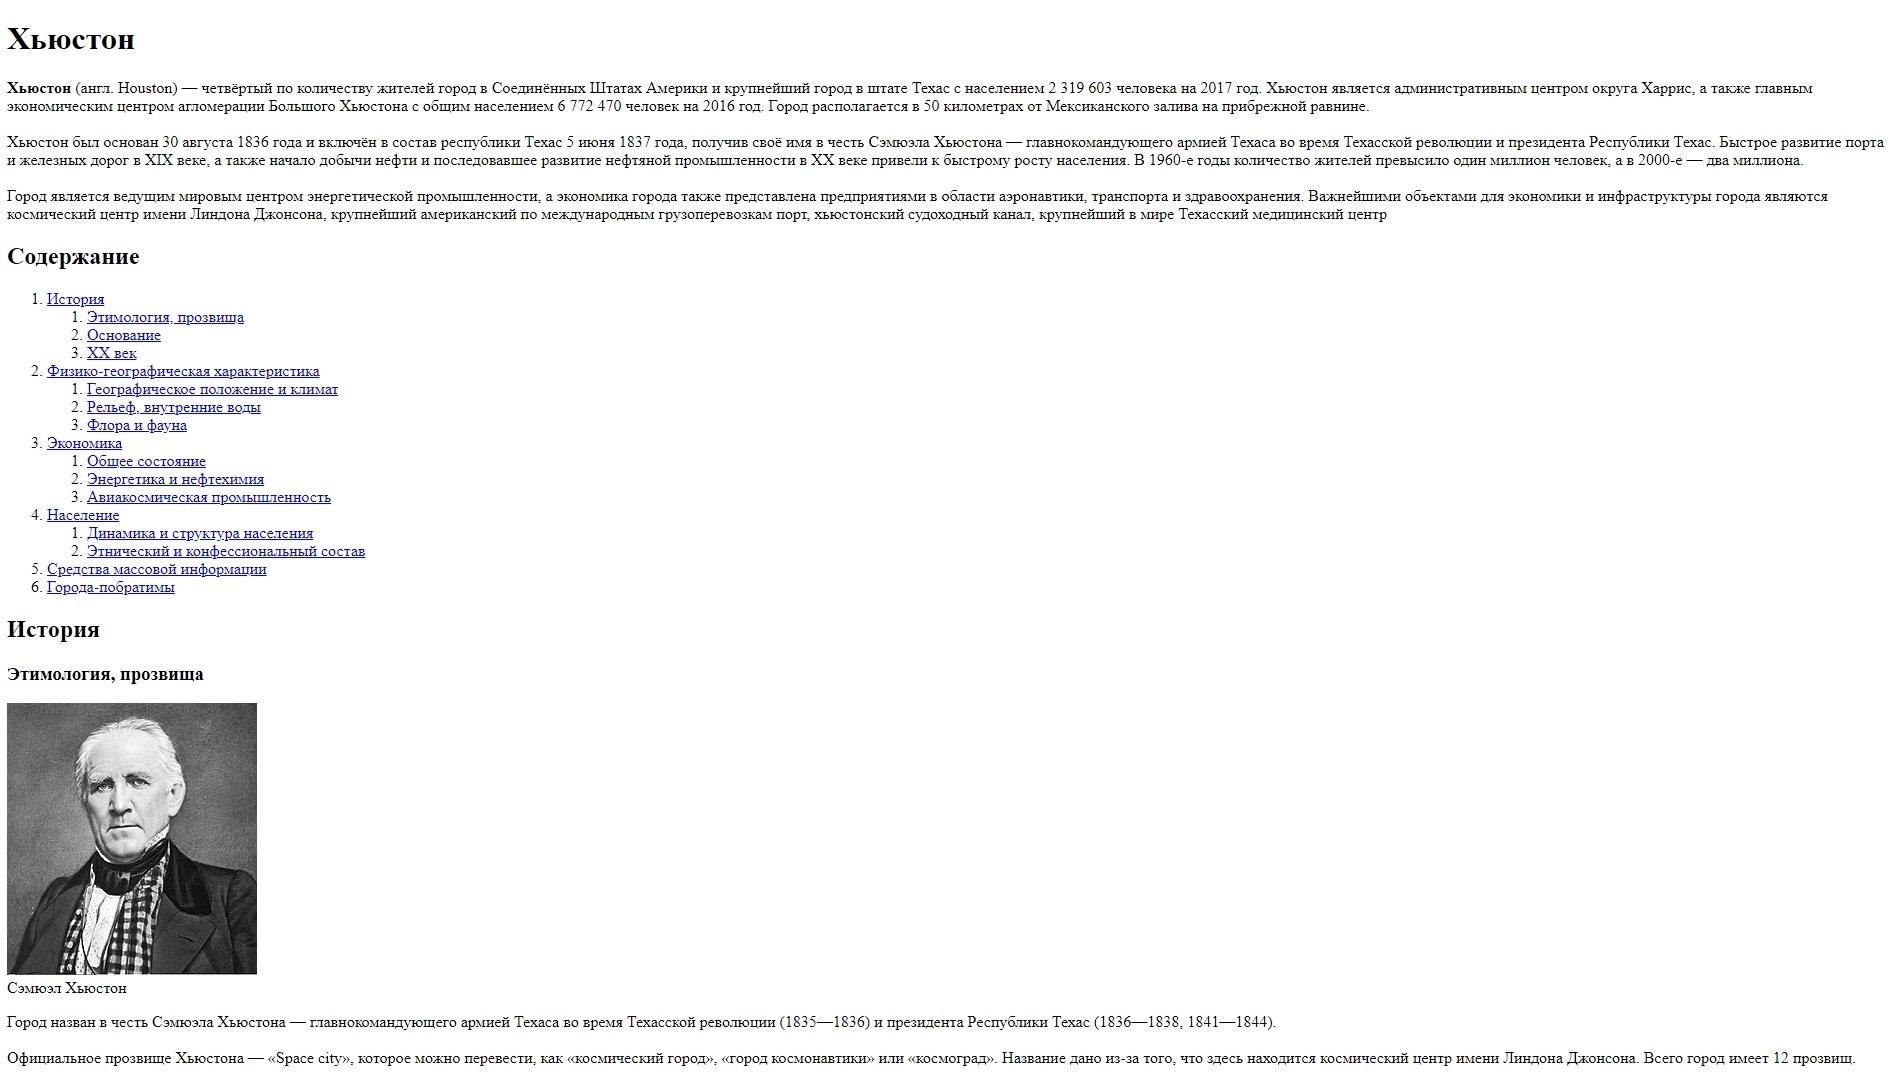 Хьюстон
Хьюстон (англ. Houston) — четвёртый по количеству жителей город в Соединённых Штатах Америки и крупнейший город в штате Техас с населением 2 319 603 человека на 2017 год. Хьюстон является административным центром округа Харрис, а также главным
экономическим центром агломерации Большого Хьюстона с общим населением 6 772 470 человек на 2016 год. Город располагается в 50 километрах от Мексиканского залива на прибрежной равнине.
Хьюстон был основан 30 августа 1836 года и включён в состав республики Техас 5 июня 1837 года, получив своё имя в честь Сэмюэла Хьюстона — главнокомандующего армией Техаса во время Техасской революции и президента Республики Техас. Быстрое развитие порта
и железных дорог в XIX веке, а также начало добычи нефти и последовавшее развитие нефтяной промышленности в XX веке привели к быстрому росту населения. В 1960-е годы количество жителей превысило один миллион человек, а в 2000-е — два миллиона.
Город является ведущим мировым центром энергетической промышленности, а экономика города также представлена предприятиями в области аэронавтики, транспорта и здравоохранения. Важнейшими объектами для экономики и инфраструктуры города являются
космический центр имени Линдона Джонсона, крупнейший американский по международным грузоперевозкам порт, хьюстонский судоходный канал, крупнейший в мире Техасский медицинский центр
Содержание
1. История
1. Этимология, прозвища
2. Основание
3. XX век
2. Физико-географическая характеристика
1. Географическое положение и климат
2. Рельеф, внутренние воды
3. Флора и фауна
3. Экономика
1. Общее состояние
2. Энергетика и нефтехимия
3. Авиакосмическая промышленность
4. Население
1. Динамика и структура населения
2. Этнический и конфессиональный состав
5. Средства массовой информации
6. Города-побратимы
История
Этимология, прозвища
Сэмюэл Хьюстон
Город назван в честь Сэмюэла Хьюстона — главнокомандующего армией Техаса во время Техасской революции (1835—1836) и президента Республики Техас (1836—1838, 1841—1844).
Официальное прозвище Хьюстона — «Space city», которое можно перевести, как «космический город», «город космонавтики» или «космоград». Название дано из-за того, что здесь находится космический центр имени Линдона Джонсона. Всего город имеет 12 прозвищ.